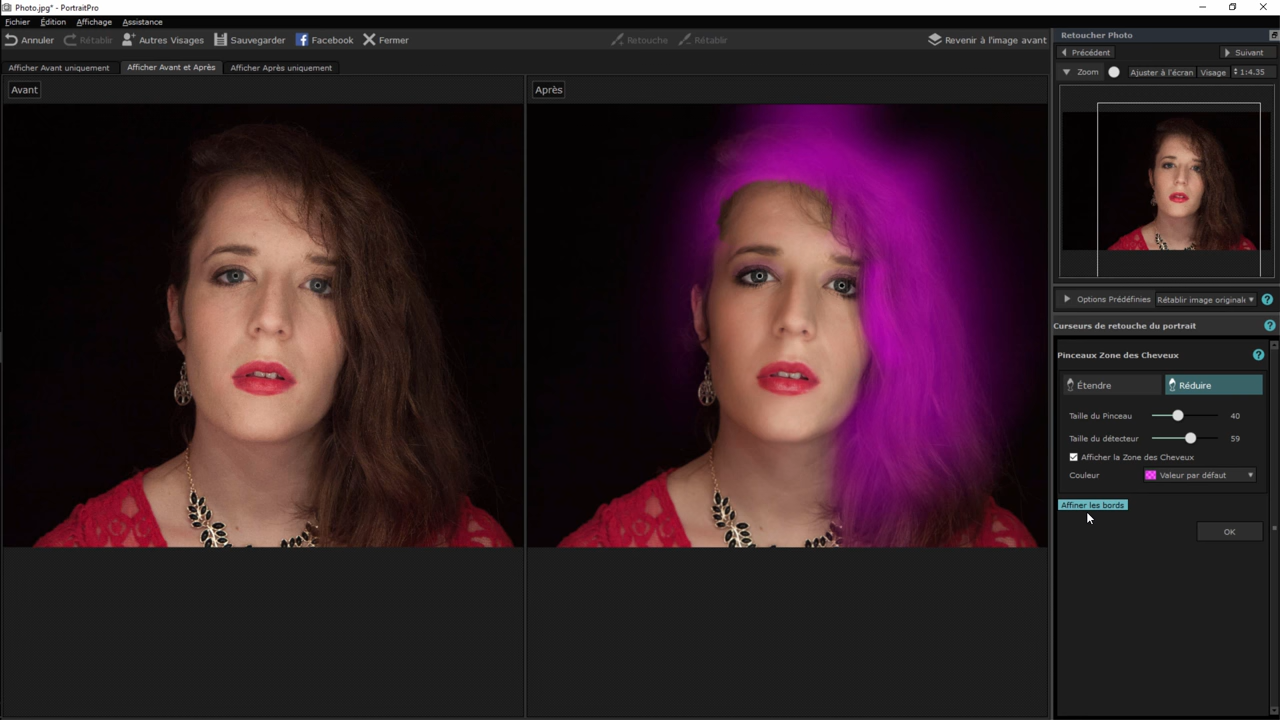 Photo.jpg* - PortraitPro
Fichier Édition Affichage Assistance
Annuler Rétablir Autres Visages Sauvegarder Facebook Fermer Retouche Rétablir Revenir à l'image avant
Afficher Avant uniquement Afficher Avant et Après Afficher Après uniquement
Avant
Après
Retoucher Photo
Précédent Suivant
Zoom Ajuster à l'écran Visage 1:4.35
Options Prédéfinies Rétablir image originale
Curseurs de retouche du portrait
Pinceaux Zone des Cheveux
Étendre Réduire
Taille du Pinceau 40
Taille du détecteur 59
Afficher la Zone des Cheveux
Couleur Valeur par défaut
Affiner les bords
OK